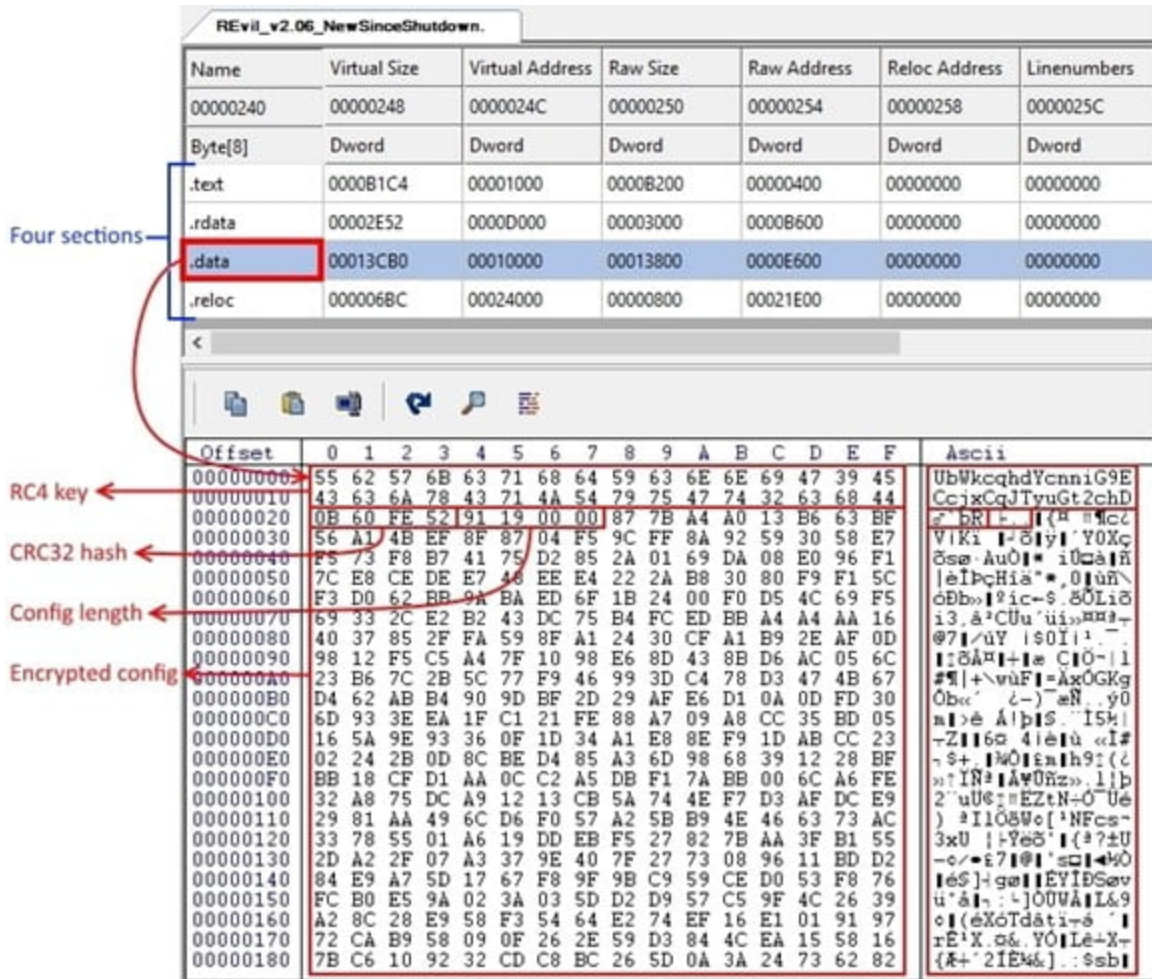 REvil_v2.06_NewSinceShutdown.
Name Virtual Size Virtual Address Raw Size Raw Address Reloc Address Linenumbers
00000240 00000248 0000024C 00000250 00000254 00000258 0000025C
Byte[8] Dword Dword Dword Dword Dword Dword
.text 0000B1C4 00001000 0000B200 00000400 00000000 00000000
.rdata 00002E52 0000D000 00003000 0000B600 00000000 00000000
Four sections
.data 00013CB0 00010000 00013800 0000E600 00000000 00000000
.reloc 000006BC 00024000 00000800 00021E00 00000000 00000000
Offset 0 1 2 3 4 5 6 7 8 9 A B C D E F Ascii
00000000 55 62 57 6B 63 71 68 64 59 63 6E 6E 69 47 39 45 UbWkcqhdYcnniG9E
RC4 key
00000010 43 63 6A 78 43 71 4A 54 79 75 47 74 32 63 68 44 CcjxCqJTyuGt2chD
00000020 0B 60 FE 52 91 19 00 00 87 7B A4 A0 13 B6 63 BF
CRC32 hash
00000030 56 A1 4B EF 8F 87 04 F5 9C FF 8A 92 59 30 58 E7
00000040 F5 73 F8 B7 41 75 D2 85 2A 01 69 DA 08 E0 96 F1
00000050 7C E8 CE DE E7 48 EE E4 22 2A B8 30 80 F9 F1 5C
Config length
00000060 F3 D0 62 BB 9A BA ED 6F 1B 24 00 F0 D5 4C 69 F5
00000070 69 33 2C E2 B2 43 DC 75 B4 FC ED BB A4 A4 AA 16
00000080 40 37 85 2F FA 59 8F A1 24 30 CF A1 B9 2E AF 0D
00000090 98 12 F5 C5 A4 7F 10 98 E6 8D 43 8B D6 AC 05 6C
Encrypted config
000000A0 23 B6 7C 2B 5C 77 F9 46 99 3D C4 78 D3 47 4B 67
000000B0 D4 62 AB B4 90 9D BF 2D 29 AF E6 D1 0A 0D FD 30
000000C0 6D 93 3E EA 1F C1 21 FE 88 A7 09 A8 CC 35 BD 05
000000D0 16 5A 9E 93 36 0F 1D 34 A1 E8 8E F9 1D AB CC 23
000000E0 02 24 2B 0D 8C BE D4 85 A3 6D 98 68 39 12 28 BF
000000F0 BB 18 CF D1 AA 0C C2 A5 DB F1 7A BB 00 6C A6 FE
00000100 32 A8 75 DC A9 12 13 CB 5A 74 4E F7 D3 AF DC E9
00000110 29 81 AA 49 6C D6 F0 57 A2 5B B9 4E 46 63 73 AC
00000120 33 78 55 01 A6 19 DD EB F5 27 82 7B AA 3F B1 55
00000130 2D A2 2F 07 A3 37 9E 40 7F 27 73 08 96 11 BD D2
00000140 84 E9 A7 5D 17 67 F8 9F 9B C9 59 CE D0 53 F8 76
00000150 FC B0 E5 9A 02 3A 03 5D D2 D9 57 C5 9F 4C 26 39
00000160 A2 8C 28 E9 58 F3 54 64 E2 74 EF 16 E1 01 91 97
00000170 72 CA B9 58 09 0F 26 2E 59 D3 84 4C EA 15 58 16
00000180 7B C6 10 92 32 CD C8 BC 26 5D 0A 3A 24 73 62 82